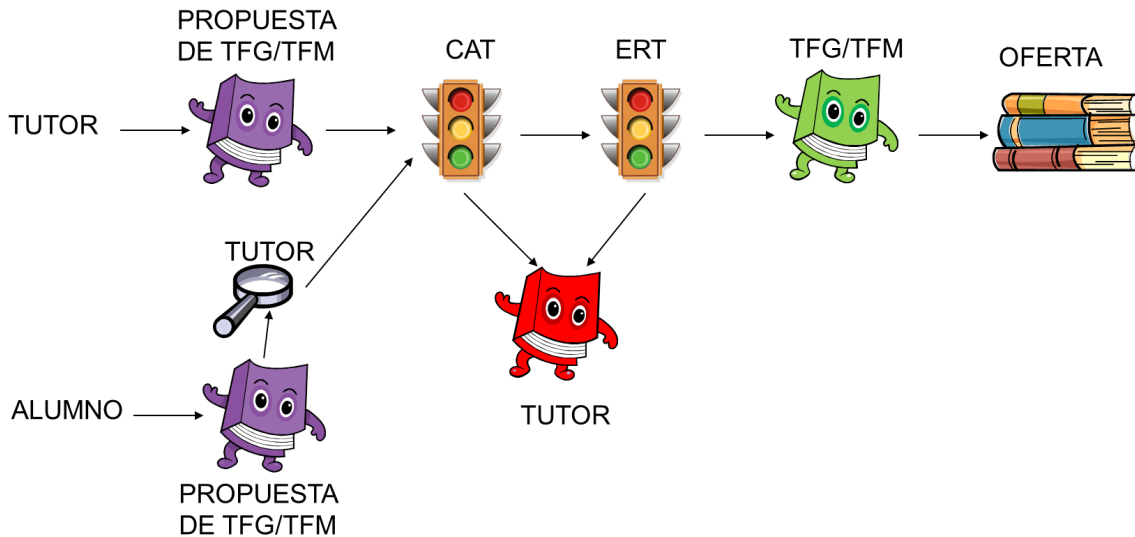 PROPUESTA
DE TFG/TFM
CAT
ERT
TFG/TFM
OFERTA
TUTOR
TUTOR
ALUMNO
TUTOR
PROPUESTA
DE TFG/TFM